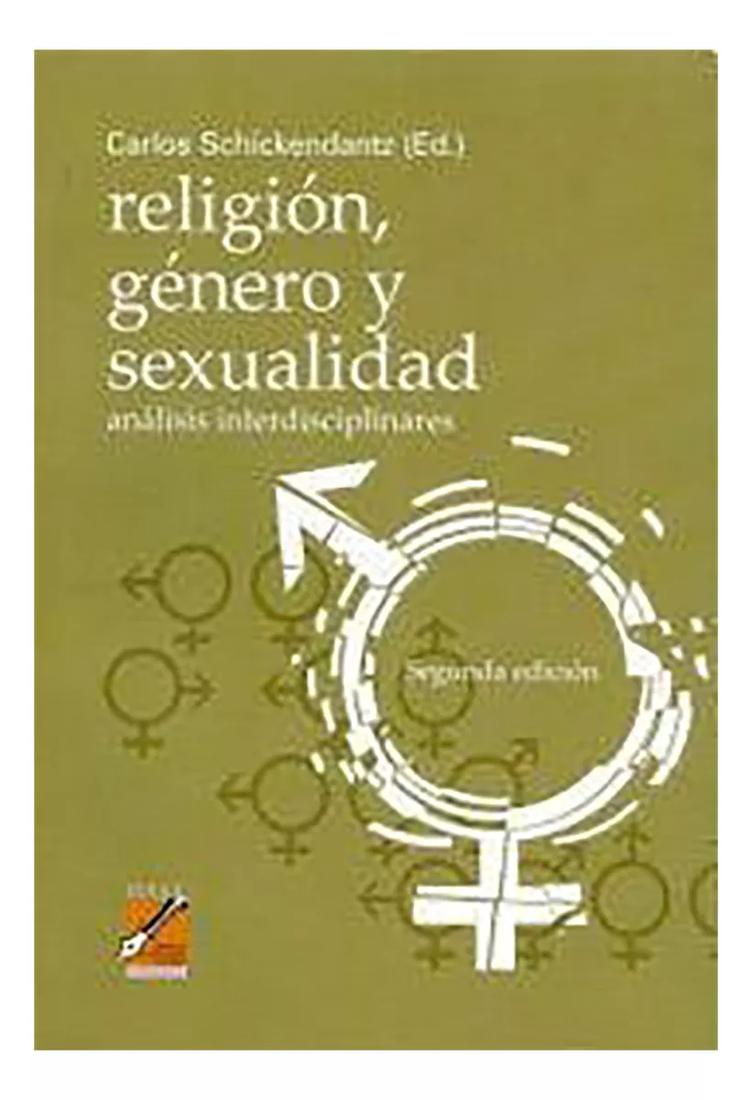 Carlos Schickendantz (Ed.)
religión,
género y
sexualidad
análisis interdisciplinares
Segunda edición